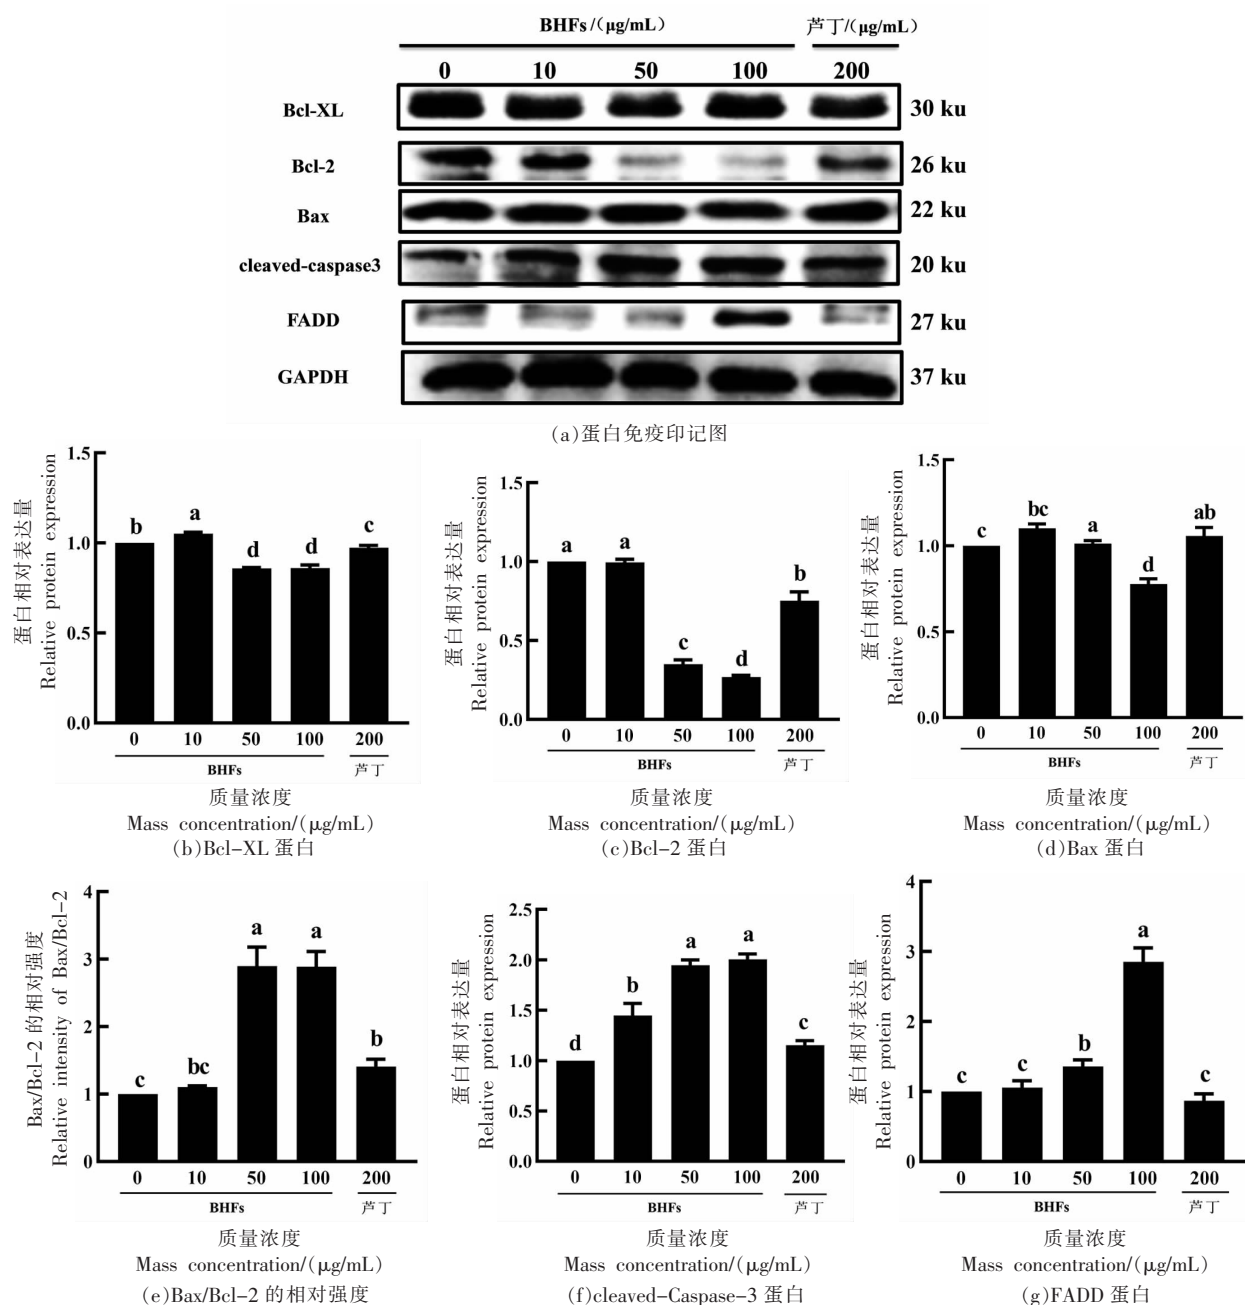 BHFs/(μg/mL) 芦丁/(μg/mL)
0 10 50 100 200
Bcl-XL 30 ku
Bcl-2 26 ku
Bax 22 ku
cleaved-caspase3 20 ku
FADD 27 ku
GAPDH 37 ku
(a)蛋白免疫印记图
蛋白相对表达量
Relative protein expression
1.5
1.0
0.5
0.0
b a d d c
0 10 50 100 200
BHFs 芦丁
质量浓度
Mass concentration/(μg/mL)
(b)Bcl-XL 蛋白
蛋白相对表达量
Relative protein expression
1.5
1.0
0.5
0.0
a a c d b
0 10 50 100 200
BHFs 芦丁
质量浓度
Mass concentration/(μg/mL)
(c)Bcl-2 蛋白
蛋白相对表达量
Relative protein expression
1.5
1.0
0.5
0.0
c bc a d ab
0 10 50 100 200
BHFs 芦丁
质量浓度
Mass concentration/(μg/mL)
(d)Bax 蛋白
Bax/Bcl-2 的相对强度
Relative intensity of Bax/Bcl-2
4
3
2
1
0
c bc a a b
0 10 50 100 200
BHFs 芦丁
质量浓度
Mass concentration/(μg/mL)
(e)Bax/Bcl-2 的相对强度
蛋白相对表达量
Relative protein expression
2.5
2.0
1.5
1.0
0.5
0.0
d b a a c
0 10 50 100 200
BHFs 芦丁
质量浓度
Mass concentration/(μg/mL)
(f)cleaved-Caspase-3 蛋白
蛋白相对表达量
Relative protein expression
4
3
2
1
0
c c b a c
0 10 50 100 200
BHFs 芦丁
质量浓度
Mass concentration/(μg/mL)
(g)FADD 蛋白